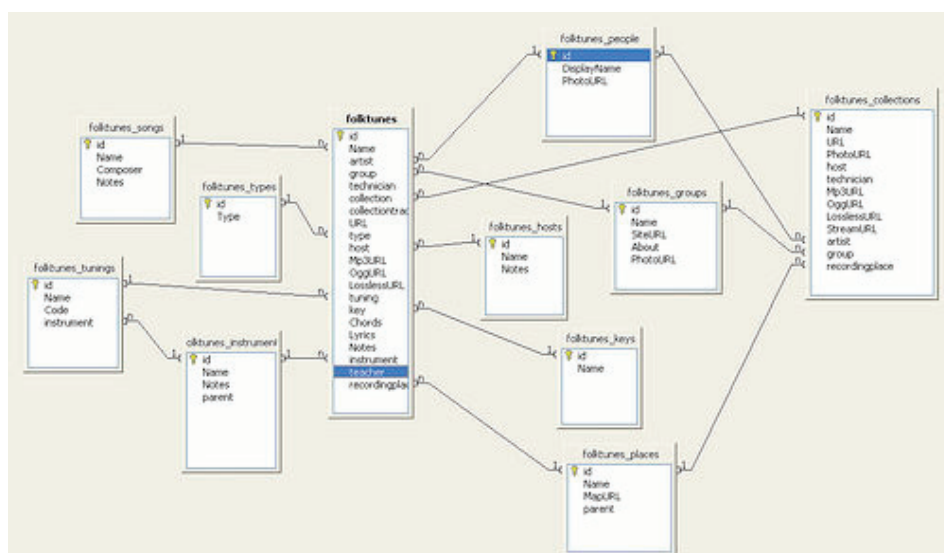 folktunes_people
id
DisplayName
PhotoURL
folktunes_collections
id
Name
URL
PhotoURL
host
technician
Mp3URL
OggURL
LosslessURL
StreamURL
artist
group
recordingplace
folktunes
id
Name
artist
group
technician
collection
collectiontrac
URL
type
host
Mp3URL
OggURL
LosslessURL
tuning
key
Chords
Lyrics
Notes
instrument
teacher
recordingplac
folktunes_songs
id
Name
Composer
Notes
folktunes_types
id
Type
folktunes_groups
id
Name
SiteURL
About
PhotoURL
folktunes_hosts
id
Name
Notes
folktunes_tunings
id
Name
Code
instrument
olktunes_instrument
id
Name
Notes
parent
folktunes_keys
id
Name
folktunes_places
id
Name
MapURL
parent